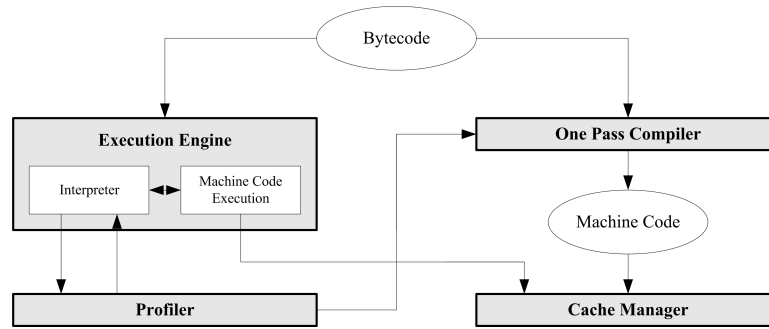 Bytecode
Execution Engine
One Pass Compiler
Interpreter
Machine Code
Execution
Machine Code
Profiler
Cache Manager